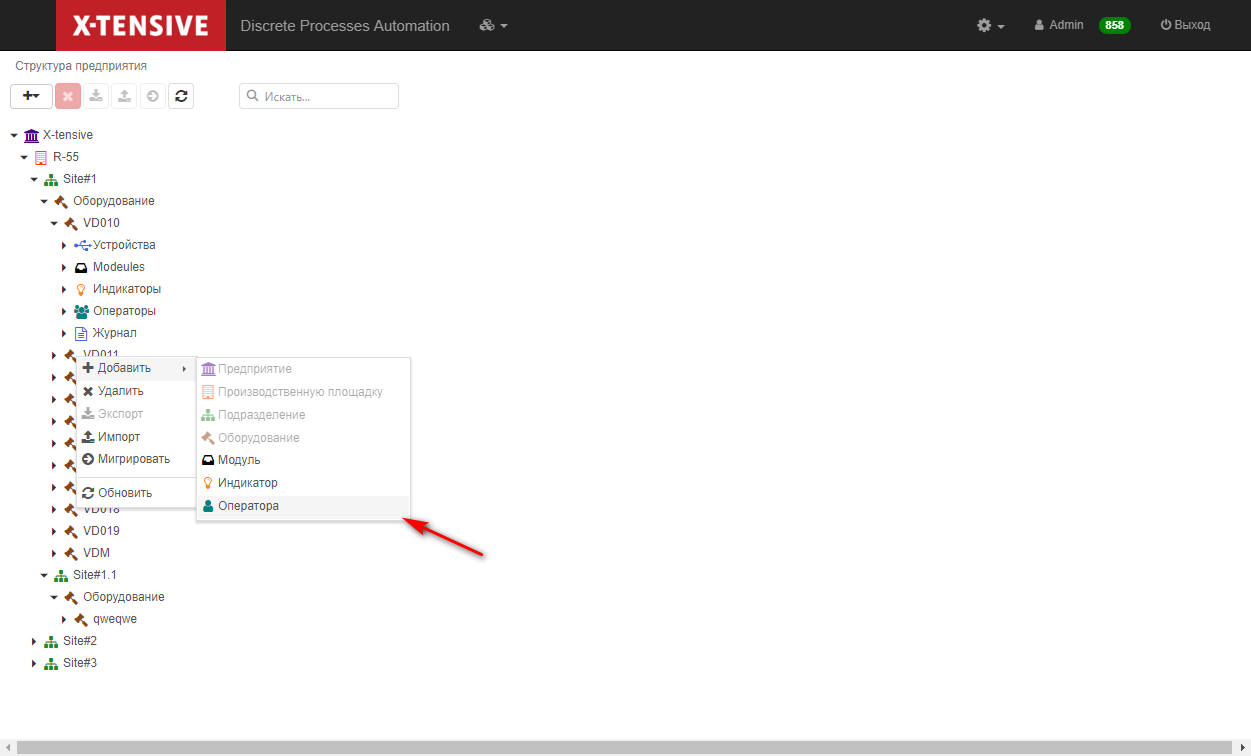 X-TENSIVE Discrete Processes Automation Admin 858 Выход
Структура предприятия
Искать...
X-tensive
R-55
Site#1
Оборудование
VD010
Устройства
Modeules
Индикаторы
Операторы
Журнал
VD011
Добавить
Удалить
Экспорт
Импорт
Мигрировать
Обновить
Предприятие
Производственную площадку
Подразделение
Оборудование
Модуль
Индикатор
Оператора
VD018
VD019
VDM
Site#1.1
Оборудование
qweqwe
Site#2
Site#3